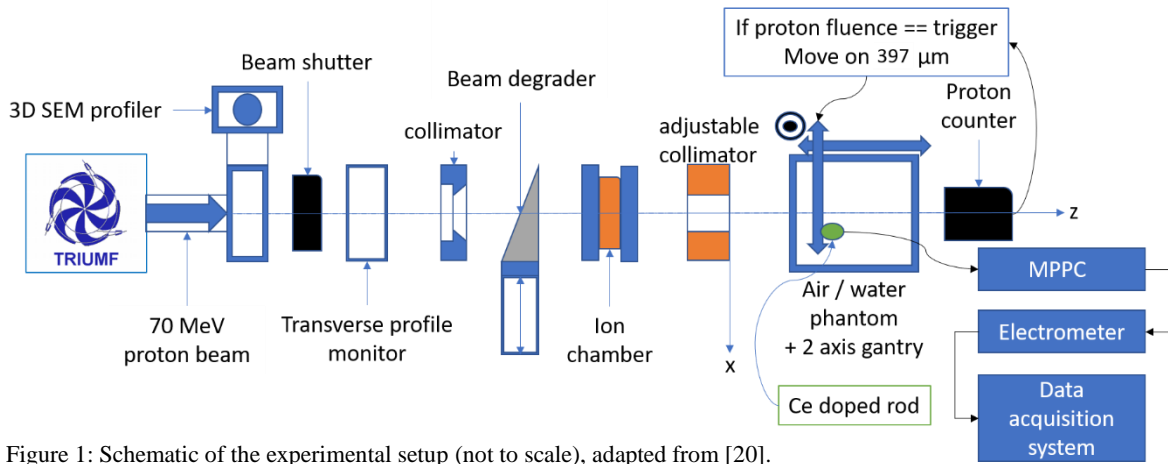 If proton fluence == trigger
Move on 397 µm
Beam shutter
Beam degrader
Proton
counter
3D SEM profiler
collimator
adjustable
collimator
TRIUMF
z
MPPC
70 MeV
proton beam
Transverse profile
monitor
Ion
chamber
x
Air / water
phantom
+ 2 axis gantry
Electrometer
Ce doped rod
Data
acquisition
system
Figure 1: Schematic of the experimental setup (not to scale), adapted from [20].